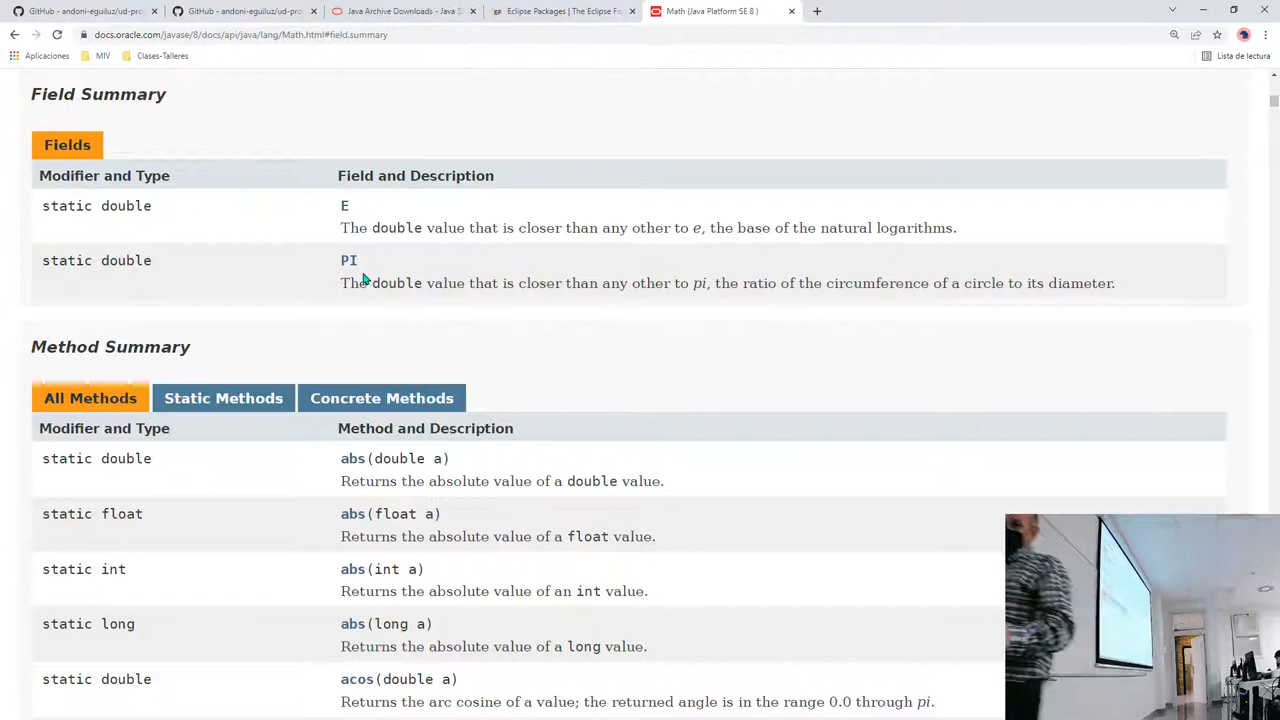 GitHub - andoni-eguiluz/ud-pro
GitHub - andoni-eguiluz/ud-pro
Java Archive Downloads - Java S
Eclipse Packages | The Eclipse Fo
Math (Java Platform SE 8 )
docs.oracle.com/javase/8/docs/api/java/lang/Math.html#field.summary
Aplicaciones
MIV
Clases-Talleres
Lista de lectura
Field Summary
Fields
Modifier and Type Field and Description
static double E
The double value that is closer than any other to e, the base of the natural logarithms.
static double PI
The double value that is closer than any other to pi, the ratio of the circumference of a circle to its diameter.
Method Summary
All Methods Static Methods Concrete Methods
Modifier and Type Method and Description
static double abs(double a)
Returns the absolute value of a double value.
static float abs(float a)
Returns the absolute value of a float value.
static int abs(int a)
Returns the absolute value of an int value.
static long abs(long a)
Returns the absolute value of a long value.
static double acos(double a)
Returns the arc cosine of a value; the returned angle is in the range 0.0 through pi.